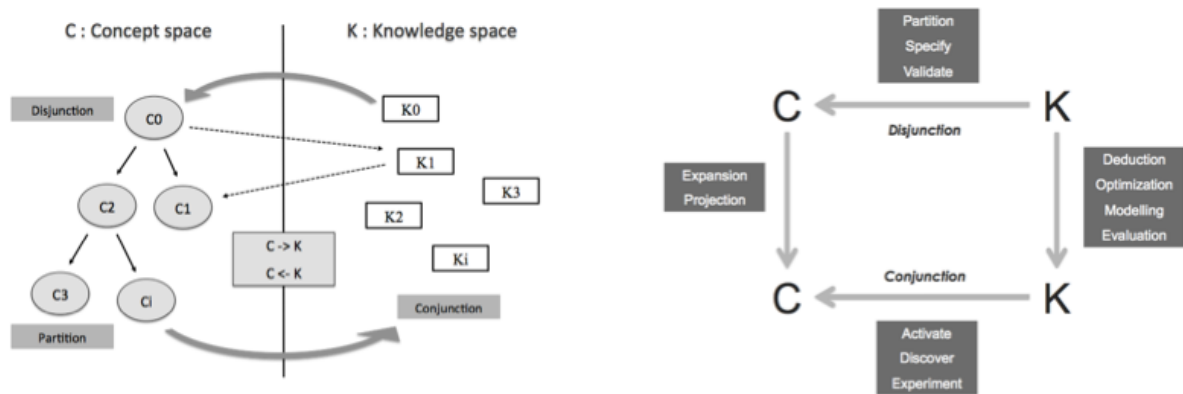 C : Concept space
K : Knowledge space
Disjunction
C0
K0
K1
C2
C1
K3
K2
C -> K
C <- K
Ki
C3
Ci
Conjunction
Partition
Partition
Specify
Validate
C
K
Disjunction
Expansion
Projection
Deduction
Optimization
Modelling
Evaluation
Conjunction
C
K
Activate
Discover
Experiment